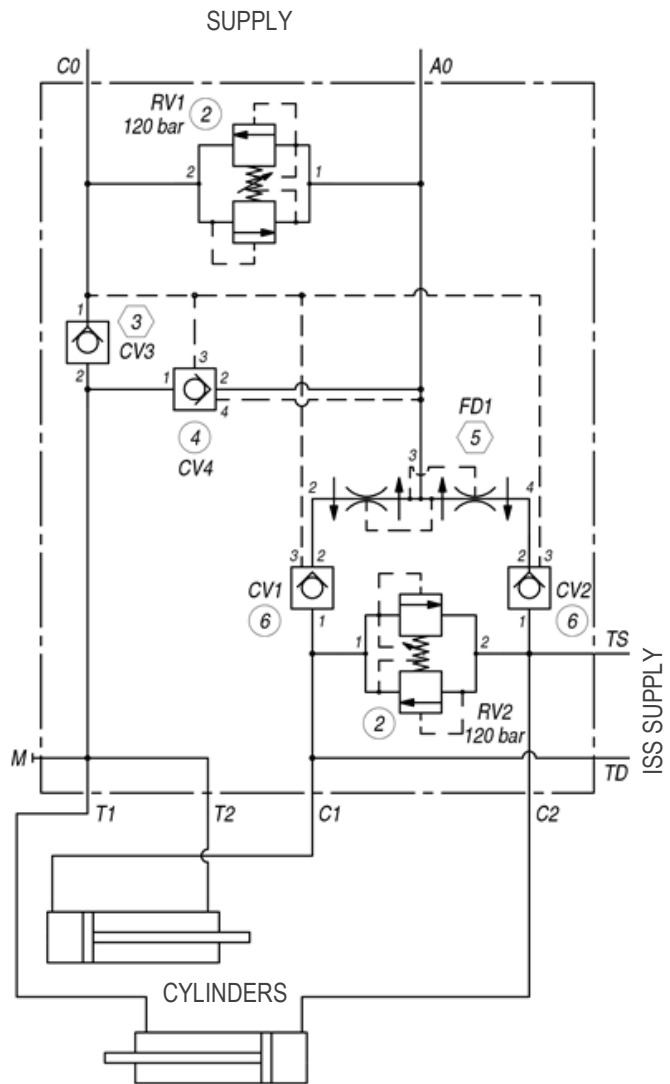 SUPPLY
C0
A0
RV1
120 bar
2
2
1
1
3
CV3
2
3
1
2
4
4
CV4
FD1
5
3
2
4
3
2
2
3
CV1
CV2
6
6
1
1
TS
1
2
2
RV2
120 bar
ISS SUPPLY
M
TD
T1
T2
C1
C2
CYLINDERS